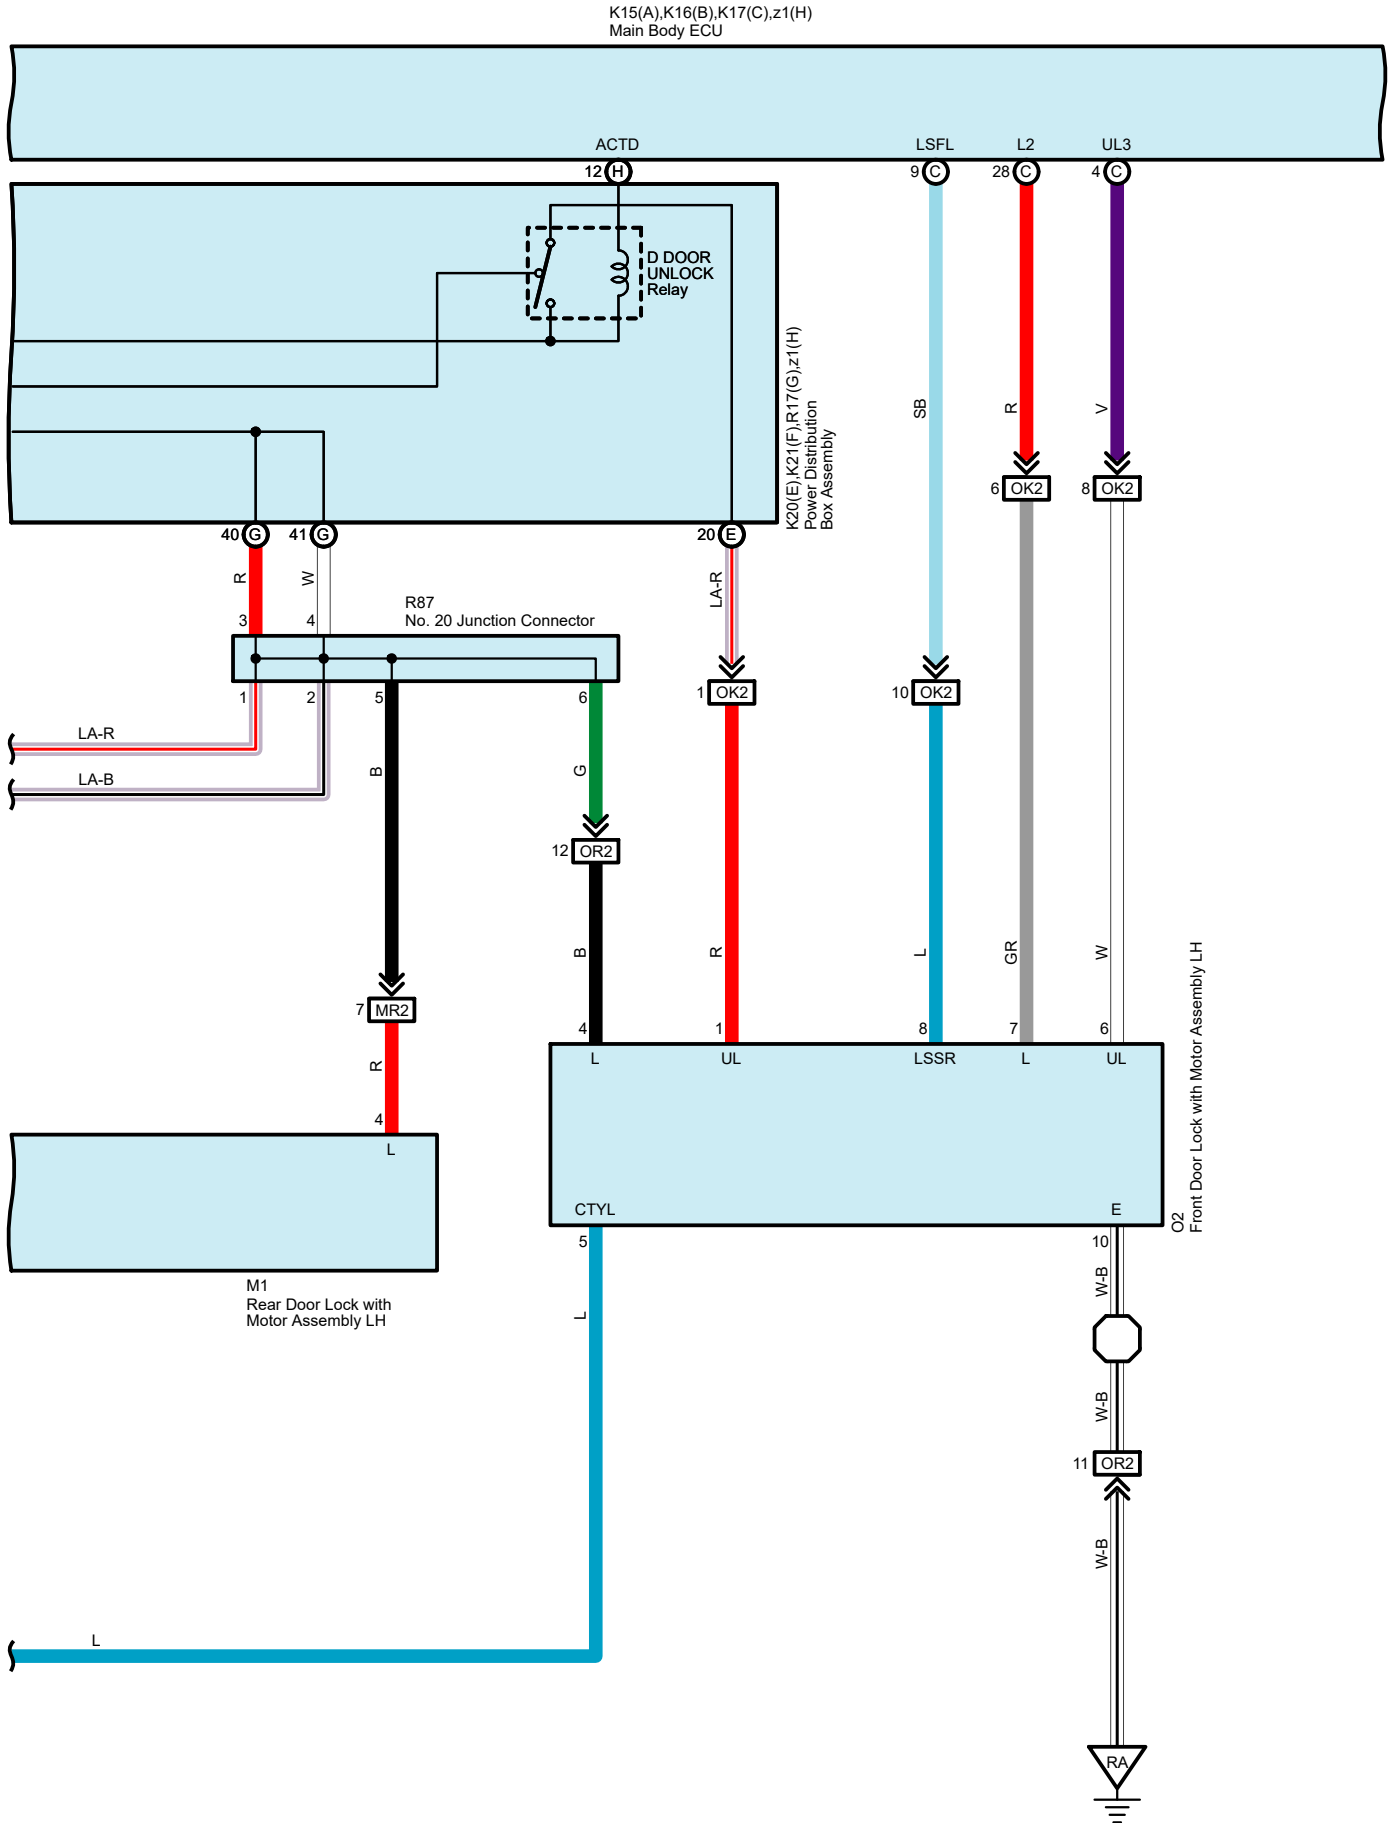 K15(A),K16(B),K17(C),z1(H)
Main Body ECU
ACTD
LSFL
L2
UL3
12 H
9 C
28 C
4 C
D DOOR
UNLOCK
Relay
K20(E),K21(F),R17(G),z1(H)
Power Distribution
Box Assembly
SB
R
V
6 OK2
8 OK2
40 G
41 G
20 E
R
W
LA-R
R87
No. 20 Junction Connector
3
4
1
2
5
6
1 OK2
10 OK2
LA-R
LA-B
B
G
12 OR2
B
R
L
GR
W
7 MR2
R
4
L
4
1
8
7
6
L
UL
LSSR
L
UL
CTYL
E
O2
Front Door Lock with Motor Assembly LH
5
10
M1
Rear Door Lock with
Motor Assembly LH
L
W-B
W-B
11 OR2
W-B
L
RA